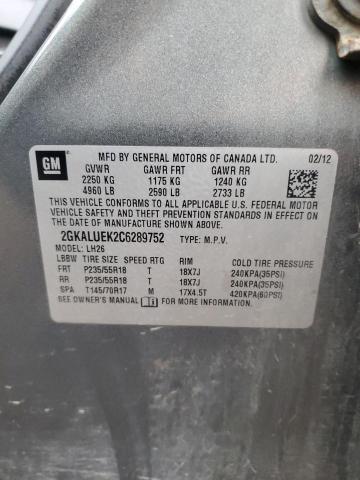 GM
MFD BY GENERAL MOTORS OF CANADA LTD. 02/12
GVWR GAWR FRT GAWR RR
2250 KG 1175 KG 1240 KG
4960 LB 2590 LB 2733 LB
THIS VEHICLE CONFORMS TO ALL APPLICABLE U.S. FEDERAL MOTOR VEHICLE SAFETY AND THEFT PREVENTION STANDARDS IN EFFECT ON THE DATE OF MANUFACTURE SHOWN ABOVE.
2GKALUEK2C6289752 TYPE: M.P.V.
LBBW MODEL: LH26
TIRE SIZE SPEED RTG RIM COLD TIRE PRESSURE
FRT P235/55R18 T 18X7J 240KPA(35PSI)
RR P235/55R18 T 18X7J 240KPA(35PSI)
SPA T145/70R17 M 17X4.5T 420KPA(60PSI)
SEE OWNER'S MANUAL FOR MORE INFORMATION.